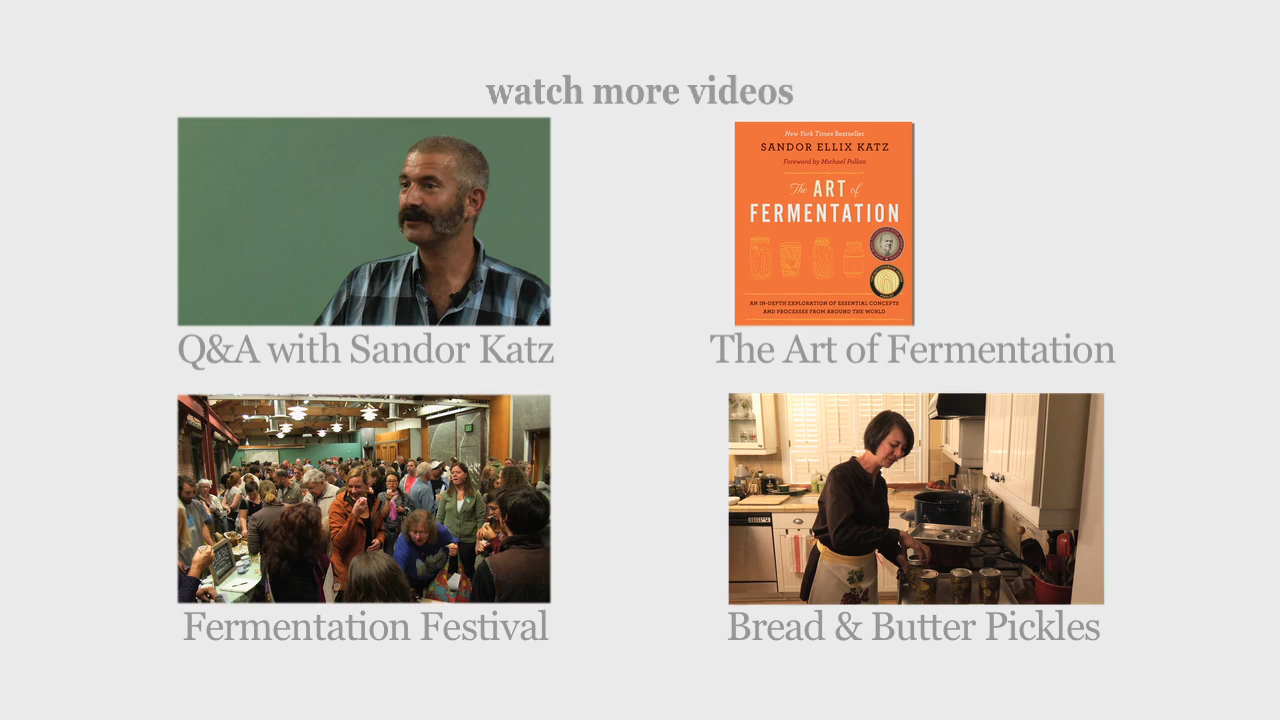 watch more videos
New York Times Bestseller
SANDOR ELLIX KATZ
Foreword by Michael Pollan
The ART of
FERMENTATION
AN IN-DEPTH EXPLORATION OF ESSENTIAL CONCEPTS
AND PROCESSES FROM AROUND THE WORLD
Q&A with Sandor Katz
The Art of Fermentation
Fermentation Festival
Bread & Butter Pickles